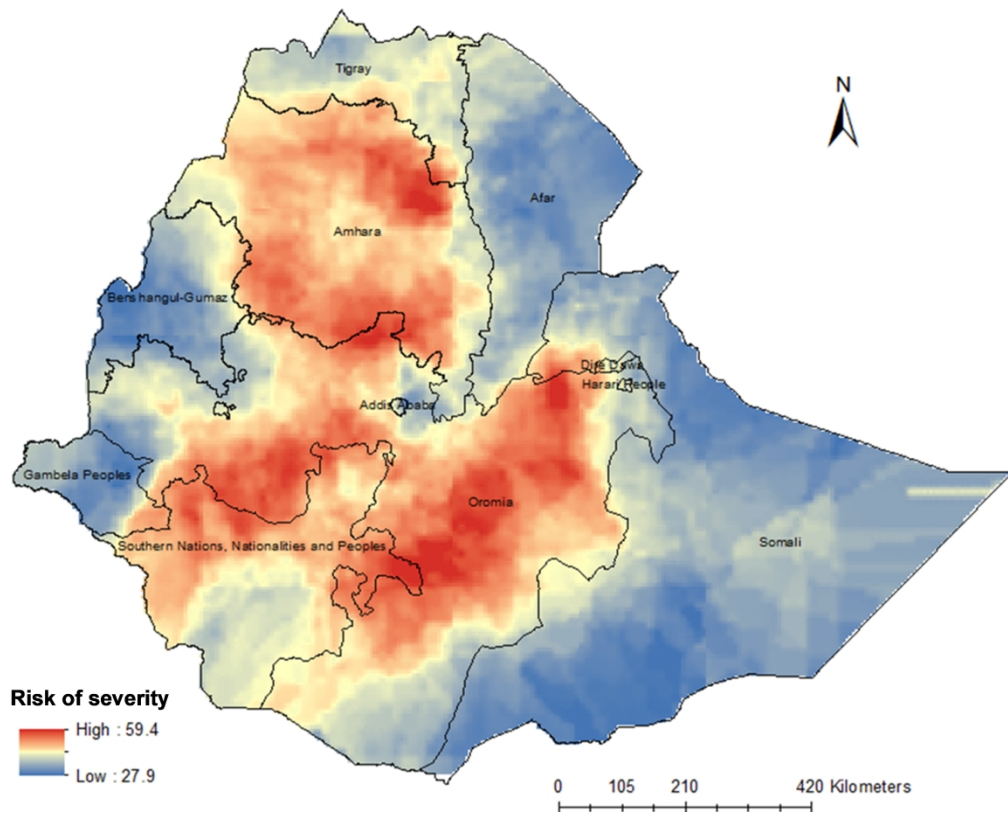 N
Tigray
Afar
Amhara
Benshangul-Gumaz
Dire Dawa
Harari People
Addis Ababa
Gambela Peoples
Oromia
Somali
Southern Nations, Nationalities and Peoples
Risk of severity
High : 59.4
Low : 27.9
0 105 210 420 Kilometers